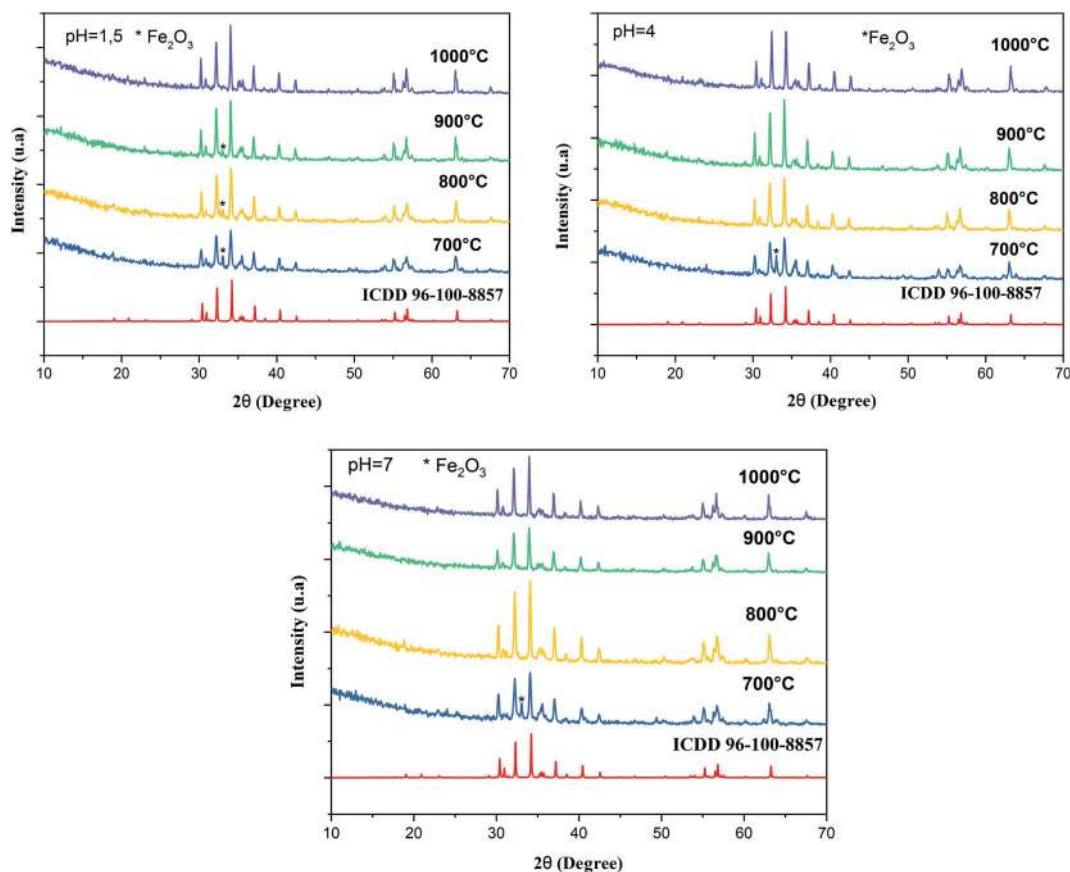 pH=1,5 * Fe₂O₃
1000°C
900°C
*
800°C
*
700°C
*
ICDD 96-100-8857
Intensity (u.a)
10 20 30 40 50 60 70
2θ (Degree)
pH=4 *Fe₂O₃
1000°C
900°C
800°C
700°C
*
ICDD 96-100-8857
Intensity (u.a)
10 20 30 40 50 60 70
2θ (Degree)
pH=7 * Fe₂O₃
1000°C
900°C
800°C
700°C
*
ICDD 96-100-8857
Intensity (u.a)
10 20 30 40 50 60 70
2θ (Degree)